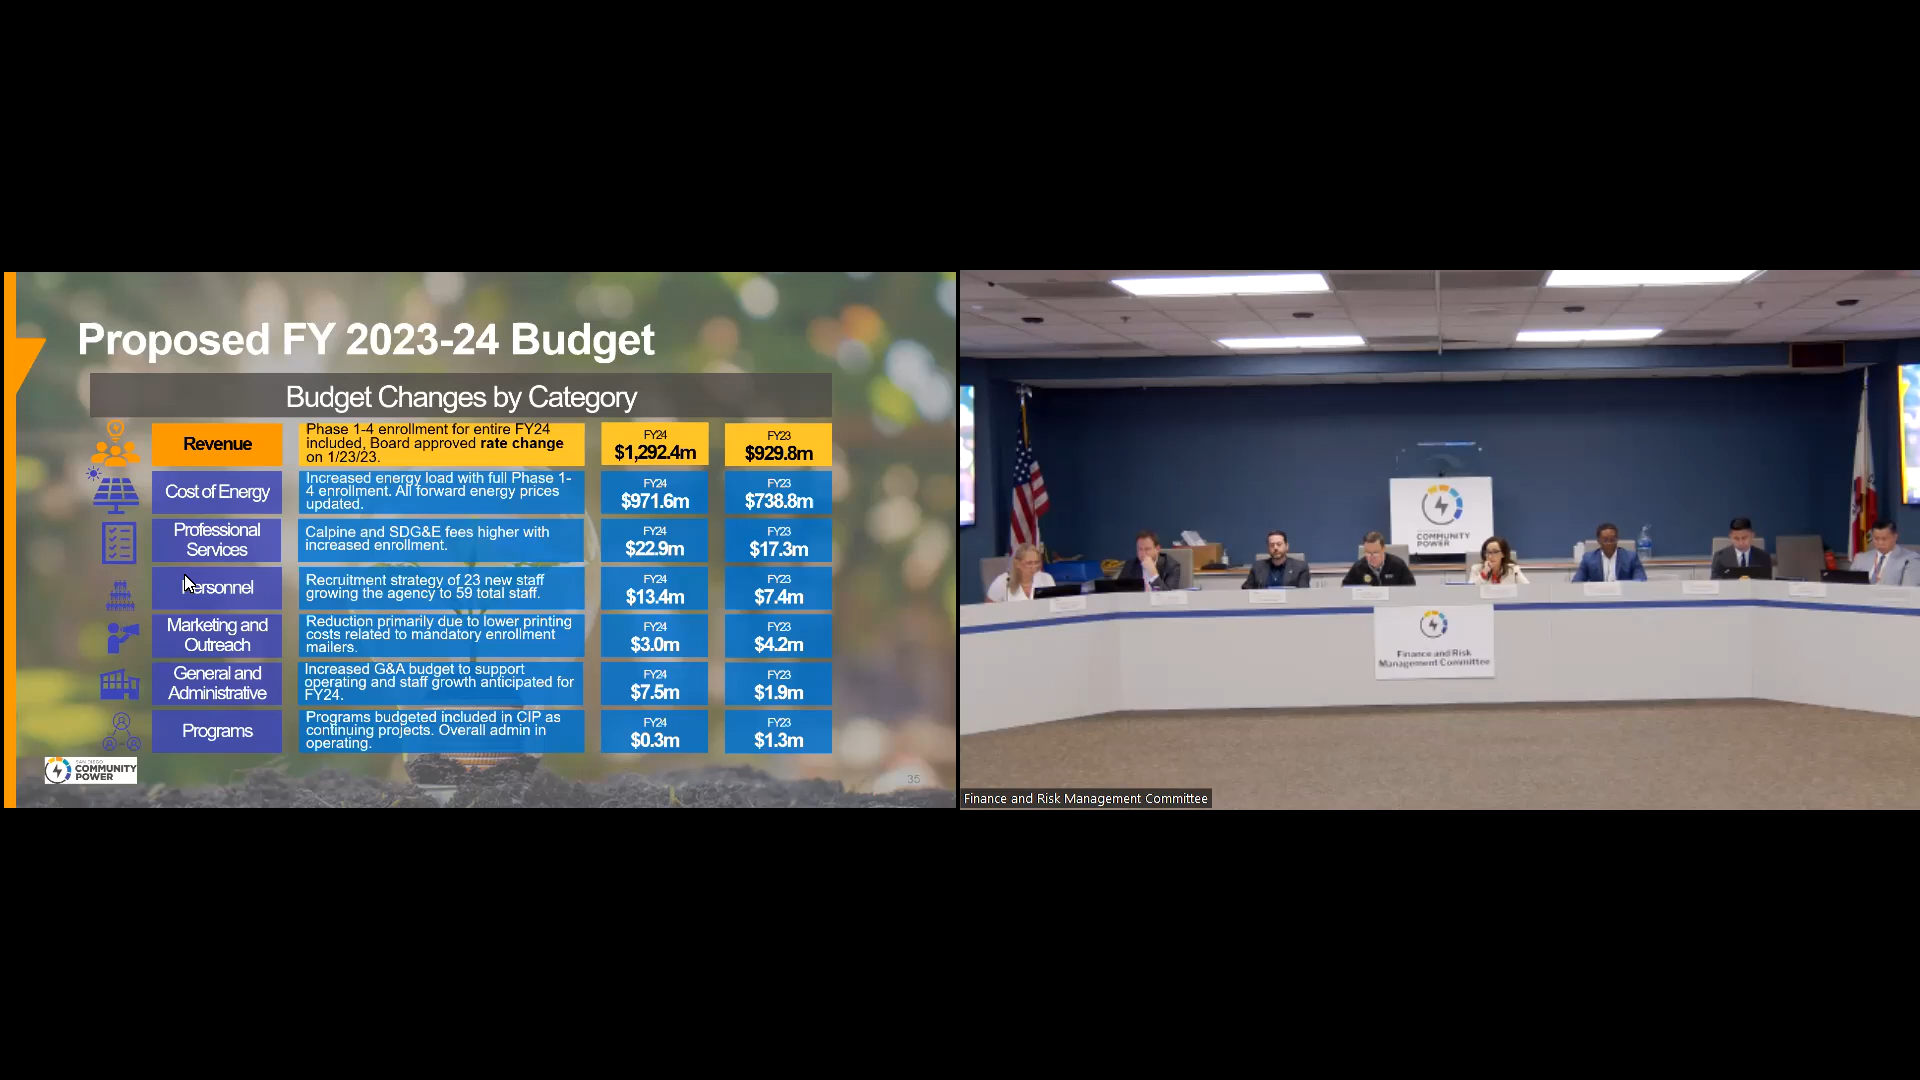 Proposed FY 2023-24 Budget
Budget Changes by Category
Revenue
Phase 1-4 enrollment for entire FY24
included, Board approved rate change
on 1/23/23.
FY24
$1,292.4m
FY23
$929.8m
Cost of Energy
Increased energy load with full Phase 1-
4 enrollment. All forward energy prices
updated.
FY24
$971.6m
FY23
$738.8m
Professional
Services
Calpine and SDG&E fees higher with
increased enrollment.
FY24
$22.9m
FY23
$17.3m
Personnel
Recruitment strategy of 23 new staff
growing the agency to 59 total staff.
FY24
$13.4m
FY23
$7.4m
Marketing and
Outreach
Reduction primarily due to lower printing
costs related to mandatory enrollment
mailers.
FY24
$3.0m
FY23
$4.2m
General and
Administrative
Increased G&A budget to support
operating and staff growth anticipated for
FY24.
FY24
$7.5m
FY23
$1.9m
Programs
Programs budgeted included in CIP as
continuing projects. Overall admin in
operating.
FY24
$0.3m
FY23
$1.3m
SAN DIEGO
COMMUNITY
POWER
35
COMMUNITY
POWER
Finance and Risk
Management Committee
Finance and Risk Management Committee